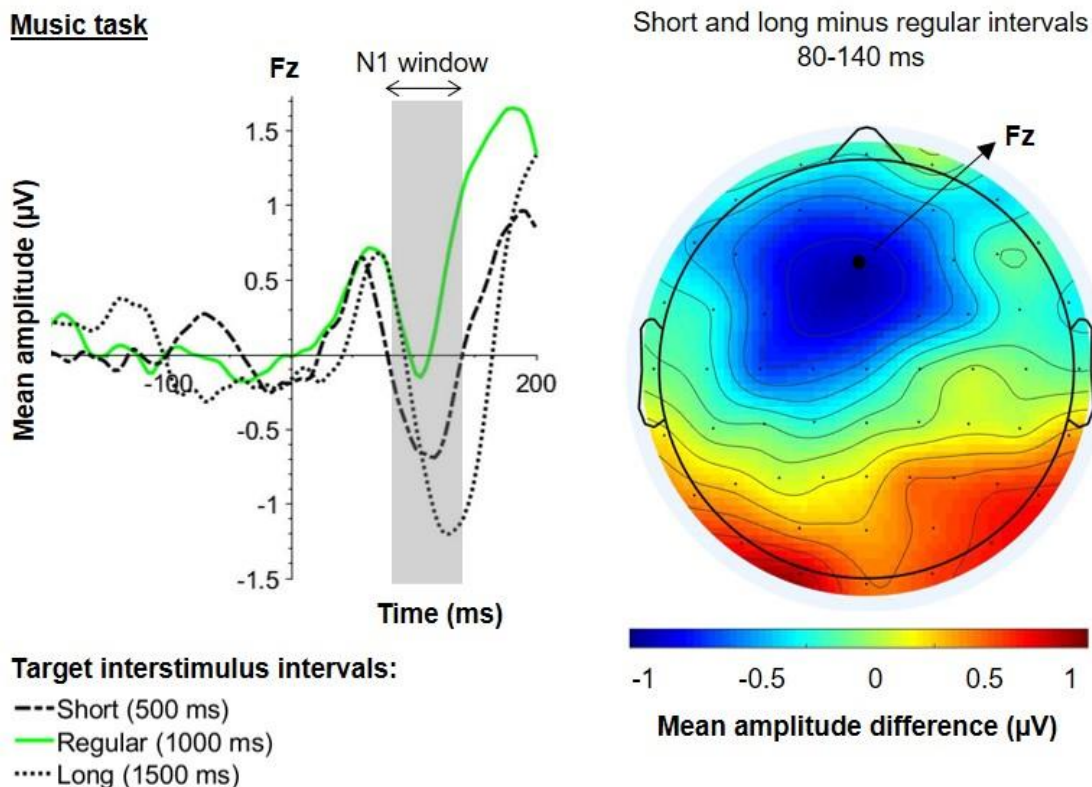 Music task
Fz
N1 window
Mean amplitude (µV)
1.5
1
0.5
-100
200
-0.5
-1
-1.5
Time (ms)
Target interstimulus intervals:
Short (500 ms)
Regular (1000 ms)
Long (1500 ms)
Short and long minus regular intervals
80-140 ms
Fz
-1 -0.5 0 0.5 1
Mean amplitude difference (µV)